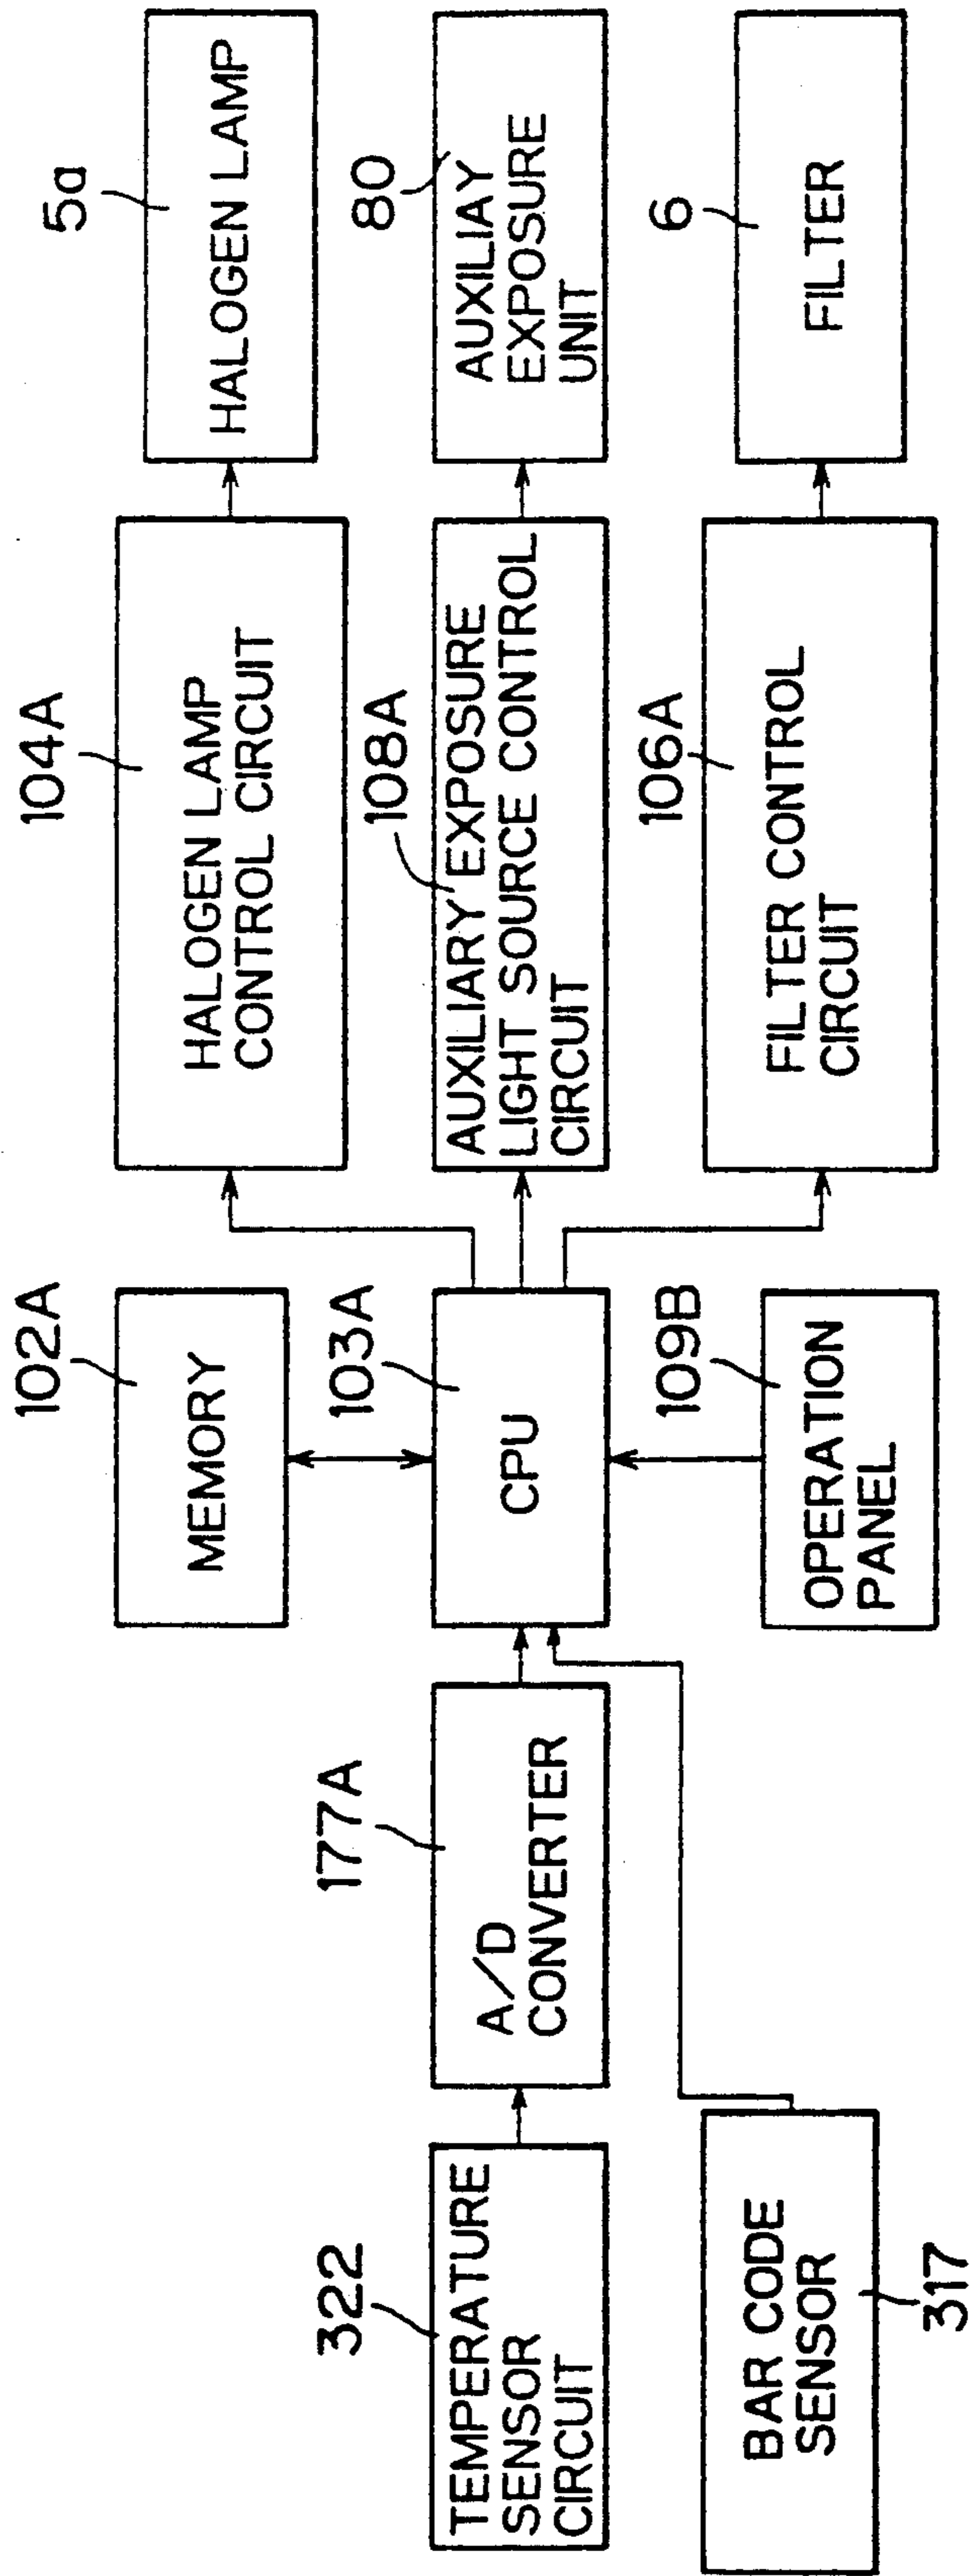 322
TEMPERATURE
SENSOR
CIRCUIT
BAR CODE
SENSOR
317
177A
A/D
CONVERTER
102A
MEMORY
103A
CPU
109B
OPERATION
PANEL
104A
HALOGEN LAMP
CONTROL CIRCUIT
108A
AUXILIARY EXPOSURE
LIGHT SOURCE CONTROL
CIRCUIT
106A
FILTER CONTROL
CIRCUIT
5a
HALOGEN LAMP
80
AUXILIAY
EXPOSURE
UNIT
6
FILTER